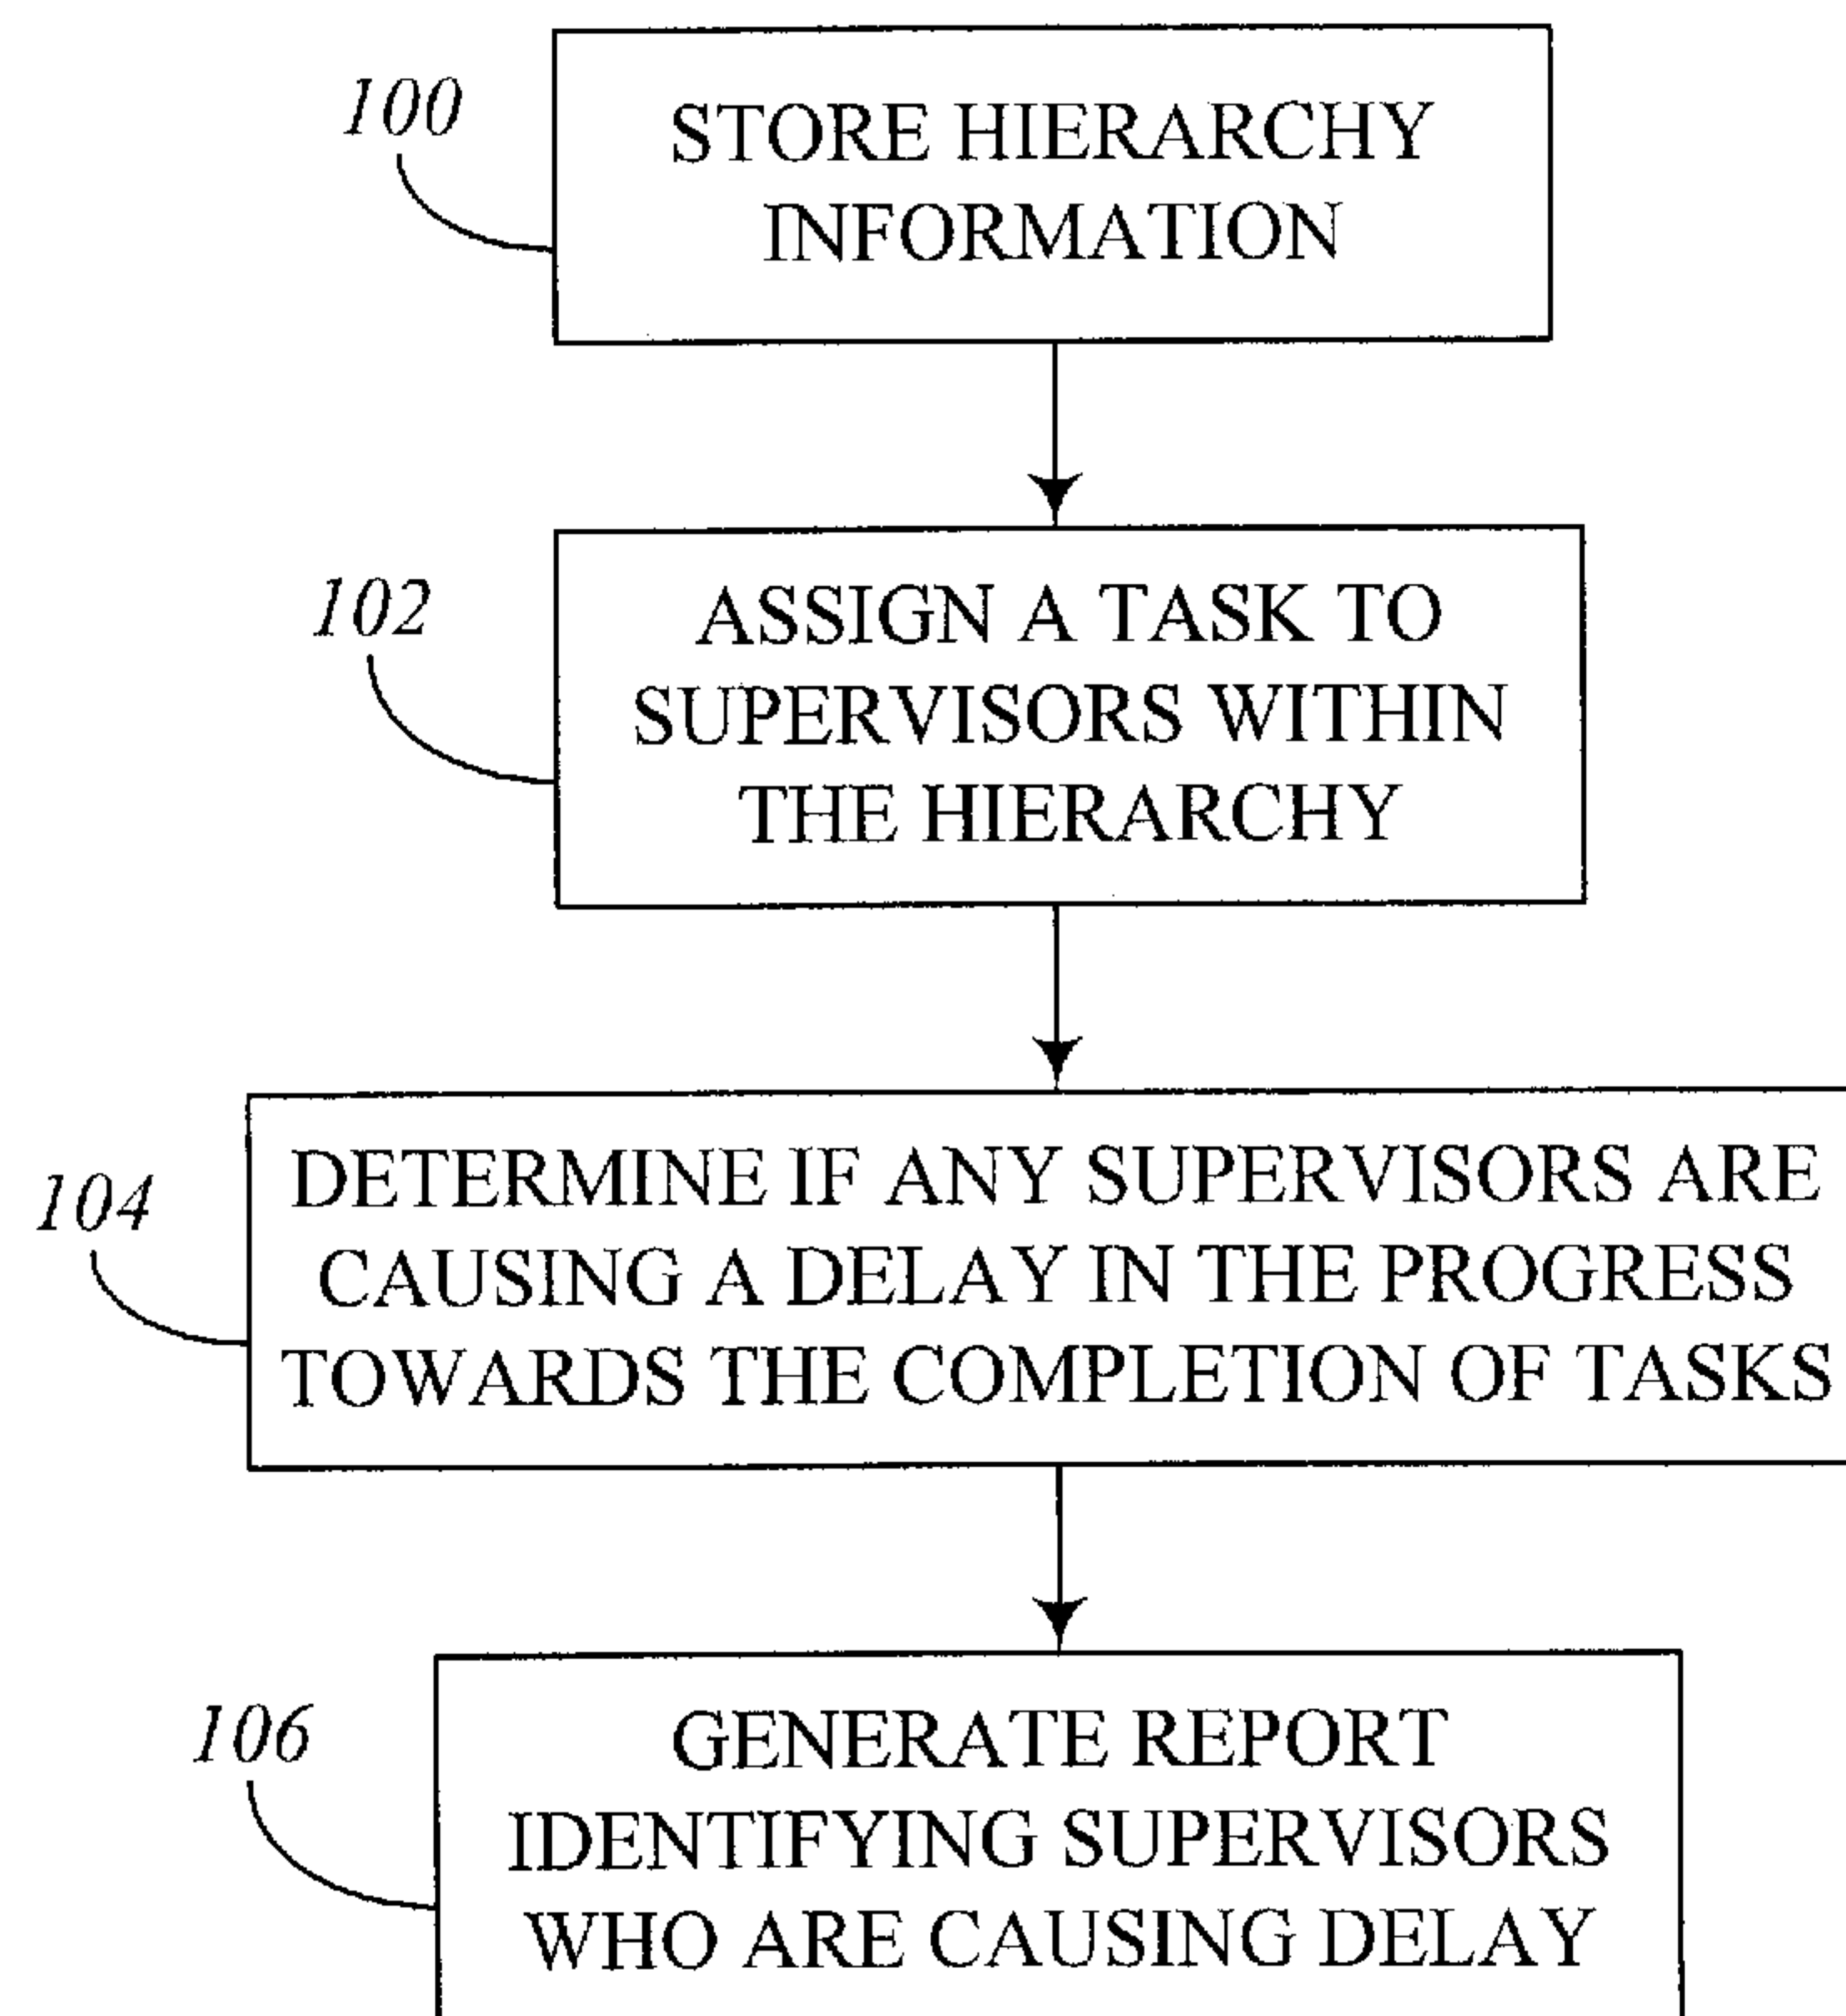 100
STORE HIERARCHY
INFORMATION
102
ASSIGN A TASK TO
SUPERVISORS WITHIN
THE HIERARCHY
104
DETERMINE IF ANY SUPERVISORS ARE
CAUSING A DELAY IN THE PROGRESS
TOWARDS THE COMPLETION OF TASKS
106
GENERATE REPORT
IDENTIFYING SUPERVISORS
WHO ARE CAUSING DELAY